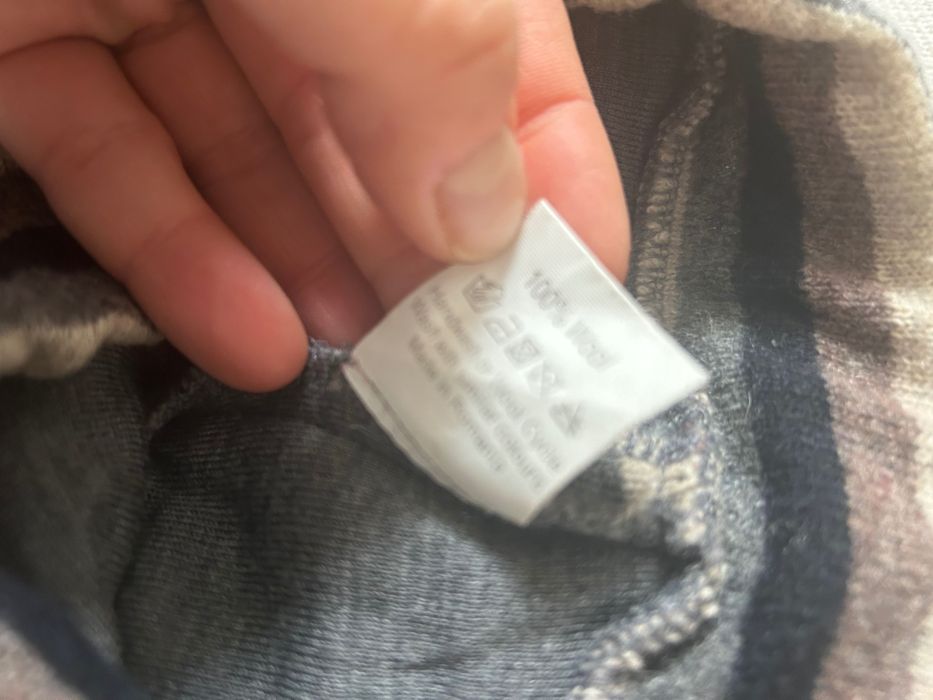 100% Wool
Handwash or Wool Cycle
Wash with similar colours
Made in Romania